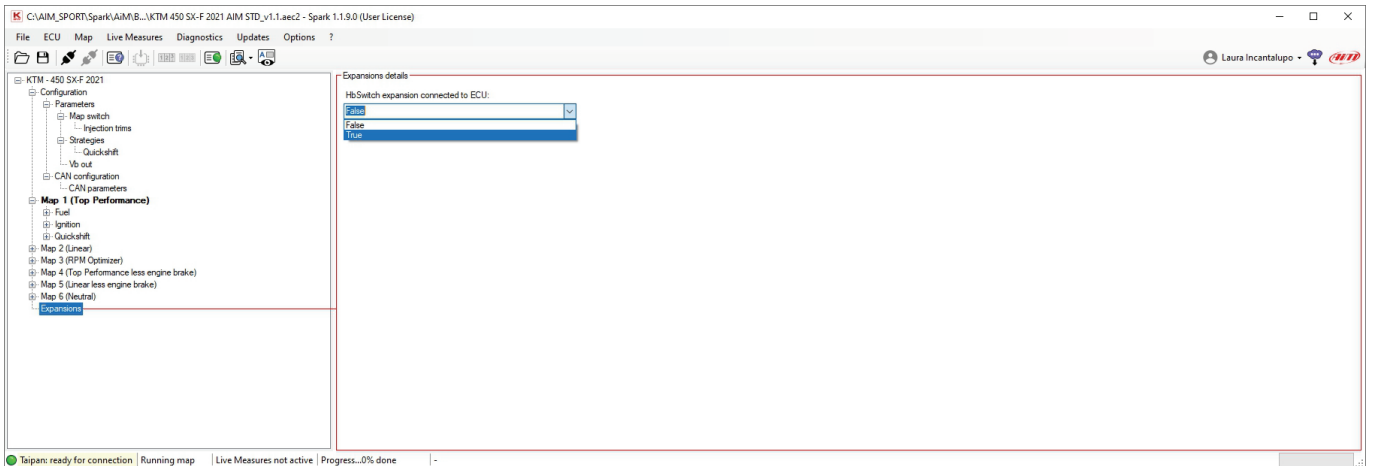 C:\AIM_SPORT\Spark\AiM\B...\KTM 450 SX-F 2021 AIM STD_v1.1.aec2 - Spark 1.1.9.0 (User License)
File ECU Map Live Measures Diagnostics Updates Options ?
Laura Incantalupo
KTM - 450 SX-F 2021
Configuration
Parameters
Map switch
Injection trims
Strategies
Quickshift
Vb out
CAN configuration
CAN parameters
Map 1 (Top Performance)
Fuel
Ignition
Quickshift
Map 2 (Linear)
Map 3 (RPM Optimizer)
Map 4 (Top Performance less engine brake)
Map 5 (Linear less engine brake)
Map 6 (Neutral)
Expansions
Expansions details
HbSwitch expansion connected to ECU:
False
False
True
Taipan: ready for connection Running map Live Measures not active Progress...0% done -